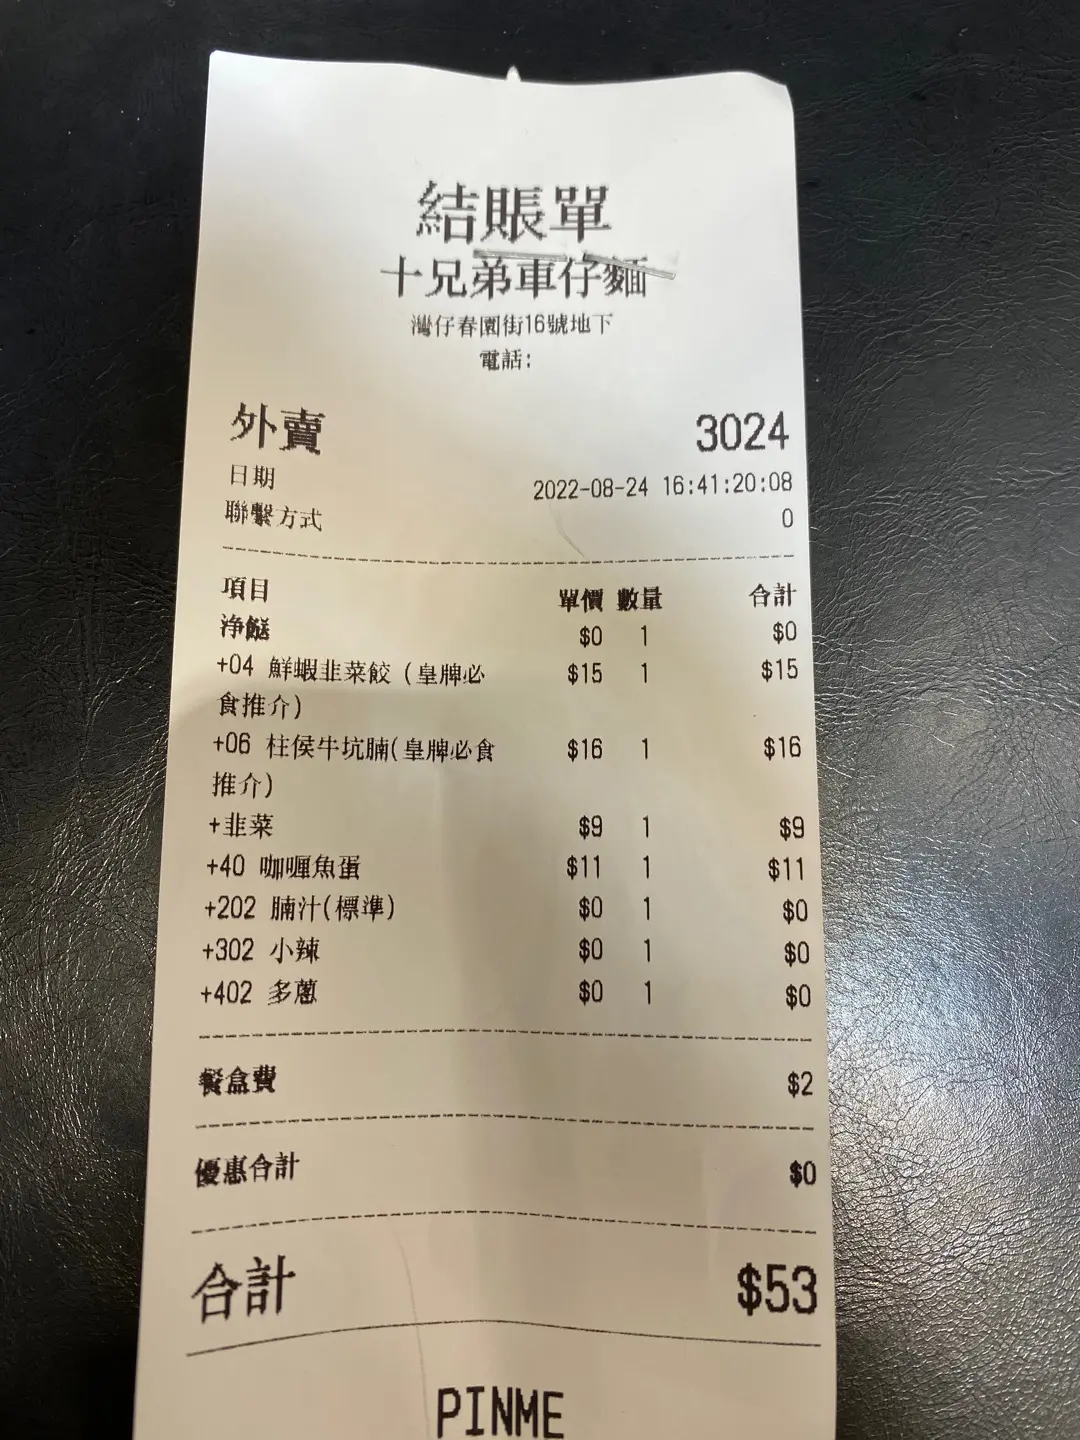 結賬單
十兄弟車仔麵
灣仔春園街16號地下
電話:
外賣 3024
日期 2022-08-24 16:41:20:08
聯繫方式 0
項目 單價 數量 合計
净餸 $0 1 $0
+04 鮮蝦韭菜餃（皇牌必 $15 1 $15
食推介）
+06 柱侯牛坑腩(皇牌必食 $16 1 $16
推介)
+韭菜 $9 1 $9
+40 咖喱魚蛋 $11 1 $11
+202 腩汁(標準) $0 1 $0
+302 小辣 $0 1 $0
+402 多蔥 $0 1 $0
餐盒費 $2
優惠合計 $0
合計 $53
PINME